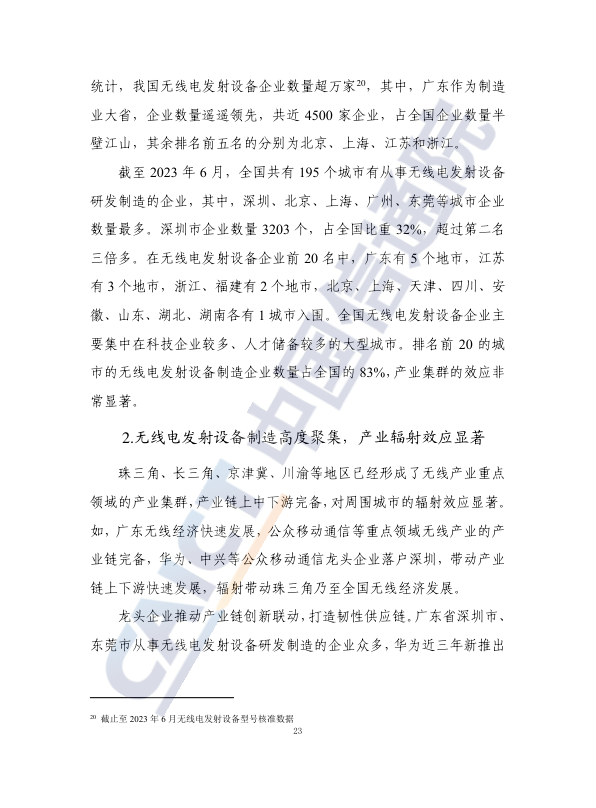 统计，我国无线电发射设备企业数量超万家20，其中，广东作为制造
业大省，企业数量遥遥领先，共近 4500 家企业，占全国企业数量半
壁江山，其余排名前五名的分别为北京、上海、江苏和浙江。
截至 2023 年 6 月，全国共有 195 个城市有从事无线电发射设备
研发制造的企业，其中，深圳、北京、上海、广州、东莞等城市企业
数量最多。深圳市企业数量 3203 个，占全国比重 32%，超过第二名
三倍多。在无线电发射设备企业前 20 名中，广东有 5 个地市，江苏
有 3 个地市，浙江、福建有 2 个地市，北京、上海、天津、四川、安
徽、山东、湖北、湖南各有 1 城市入围。全国无线电发射设备企业主
要集中在科技企业较多、人才储备较多的大型城市。排名前 20 的城
市的无线电发射设备制造企业数量占全国的 83%，产业集群的效应非
常显著。
2.无线电发射设备制造高度聚集，产业辐射效应显著
珠三角、长三角、京津冀、川渝等地区已经形成了无线产业重点
领域的产业集群，产业链上中下游完备，对周围城市的辐射效应显著。
如，广东无线经济快速发展，公众移动通信等重点领域无线产业的产
业链完备，华为、中兴等公众移动通信龙头企业落户深圳，带动产业
链上下游快速发展，辐射带动珠三角乃至全国无线经济发展。
龙头企业推动产业链创新联动，打造韧性供应链。广东省深圳市、
东莞市从事无线电发射设备研发制造的企业众多，华为近三年新推出
20 截止至 2023 年 6 月无线电发射设备型号核准数据
23
CAICT 中国信通院